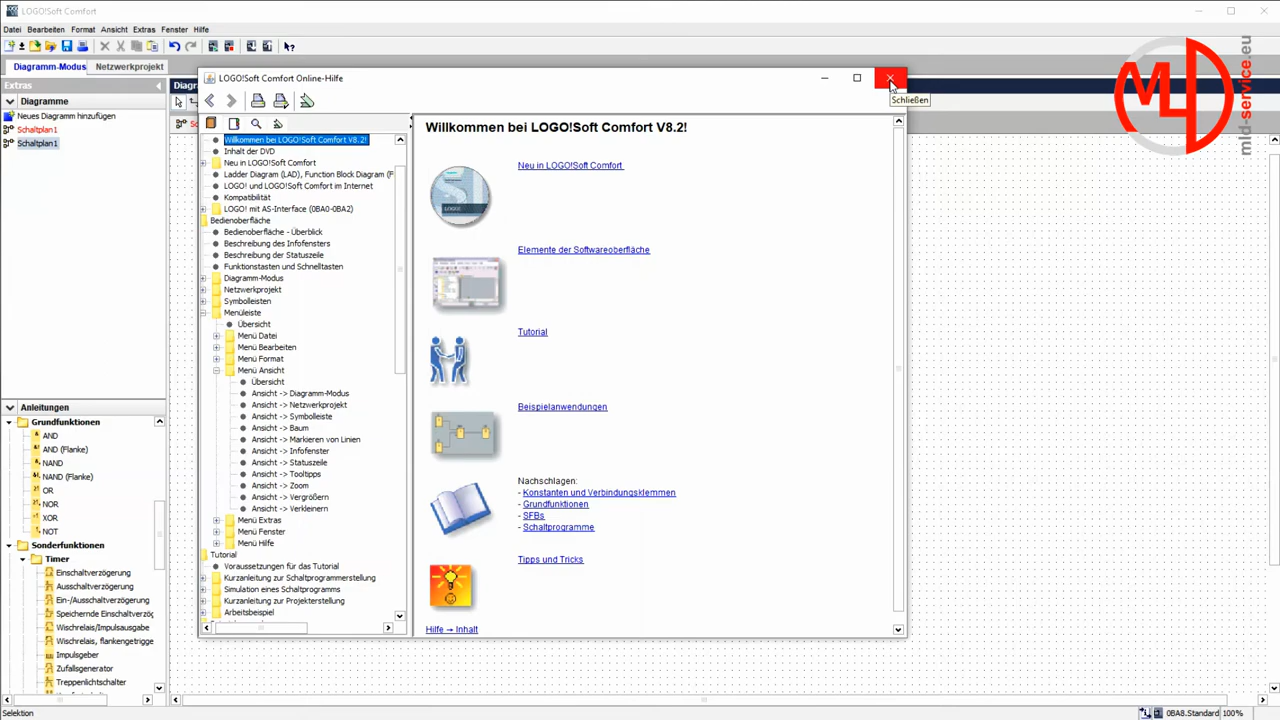 LOGO!Soft Comfort
Datei Bearbeiten Format Ansicht Extras Fenster Hilfe
Diagramm-Modus Netzwerkprojekt
Extras
Diagramme
Neues Diagramm hinzufügen
Schaltplan1
Schaltplan1
Anleitungen
Grundfunktionen
AND
AND (Flanke)
NAND
NAND (Flanke)
OR
NOR
XOR
NOT
Sonderfunktionen
Timer
Einschaltverzögerung
Ausschaltverzögerung
Ein-/Ausschaltverzögerung
Speichernde Einschaltverzög
Wischrelais/Impulsausgabe
Wischrelais, flankengetrigge
Impulsgeber
Zufallsgenerator
Treppenlichtschalter
Selektion
LOGO!Soft Comfort Online-Hilfe
Schließen
Willkommen bei LOGO!Soft Comfort V8.2!
Inhalt der DVD
Neu in LOGO!Soft Comfort
Ladder Diagram (LAD), Function Block Diagram (F
LOGO! und LOGO!Soft Comfort im Internet
Kompatibilität
LOGO! mit AS-Interface (0BA0-0BA2)
Bedienoberfläche
Bedienoberfläche - Überblick
Beschreibung des Infofensters
Beschreibung der Statuszeile
Funktionstasten und Schnelltasten
Diagramm-Modus
Netzwerkprojekt
Symbolleisten
Menüleiste
Übersicht
Menü Datei
Menü Bearbeiten
Menü Format
Menü Ansicht
Übersicht
Ansicht -> Diagramm-Modus
Ansicht -> Netzwerkprojekt
Ansicht -> Symbolleiste
Ansicht -> Baum
Ansicht -> Markieren von Linien
Ansicht -> Infofenster
Ansicht -> Statuszeile
Ansicht -> Tooltipps
Ansicht -> Zoom
Ansicht -> Vergrößern
Ansicht -> Verkleinern
Menü Extras
Menü Fenster
Menü Hilfe
Tutorial
Voraussetzungen für das Tutorial
Kurzanleitung zur Schaltprogrammerstellung
Simulation eines Schaltprogramms
Kurzanleitung zur Projekterstellung
Arbeitsbeispiel
Willkommen bei LOGO!Soft Comfort V8.2!
Neu in LOGO!Soft Comfort
Elemente der Softwareoberfläche
Tutorial
Beispielanwendungen
Nachschlagen:
- Konstanten und Verbindungsklemmen
- Grundfunktionen
- SFBs
- Schaltprogramme
Tipps und Tricks
Hilfe → Inhalt
mld-service.eu
0BA8.Standard 100%